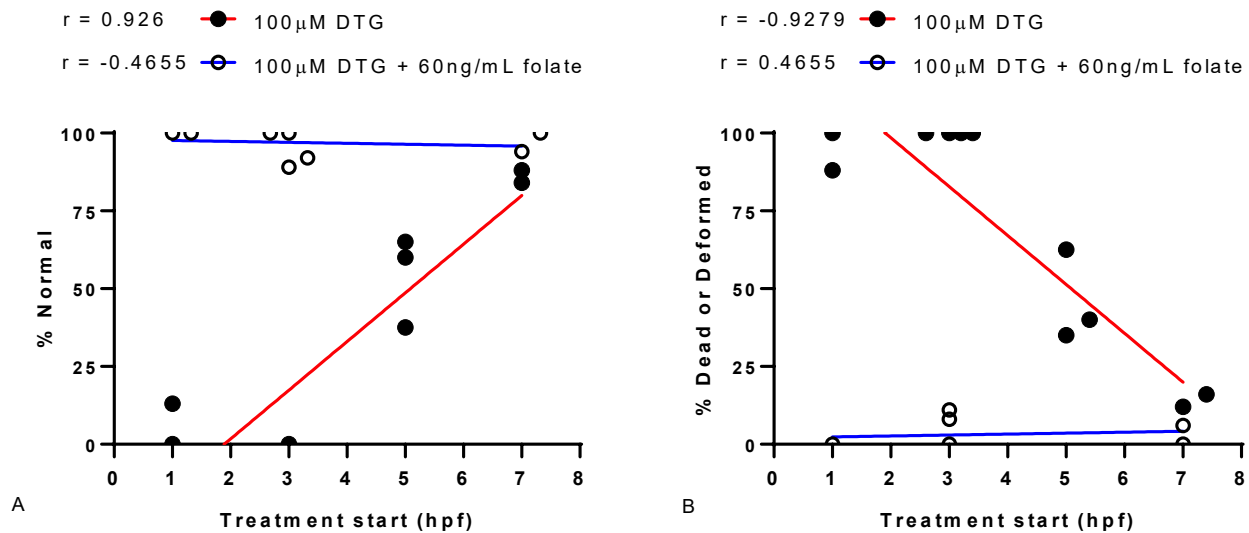 r = 0.926 100μM DTG
r = -0.4655 100μM DTG + 60ng/mL folate
100
75
50
25
0
% Normal
0 1 2 3 4 5 6 7 8
Treatment start (hpf)
A
r = -0.9279 100μM DTG
r = 0.4655 100μM DTG + 60ng/mL folate
100
75
50
25
0
% Dead or Deformed
0 1 2 3 4 5 6 7 8
Treatment start (hpf)
B